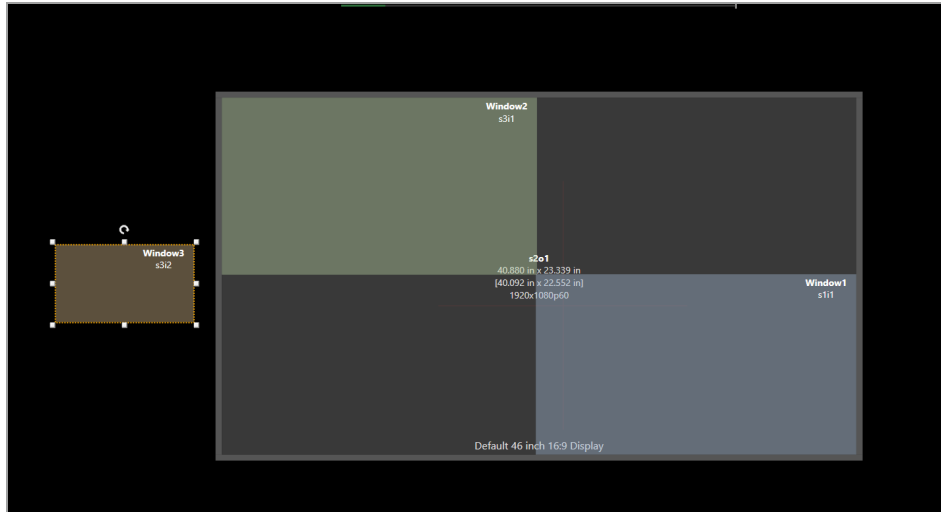 Window2
s3i1
Window3
s3i2
s2o1
40.880 in x 23.339 in
[40.092 in x 22.552 in]
1920x1080p60
Window1
s1i1
Default 46 inch 16:9 Display